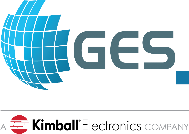 GES.
A Kimball Electronics COMPANY